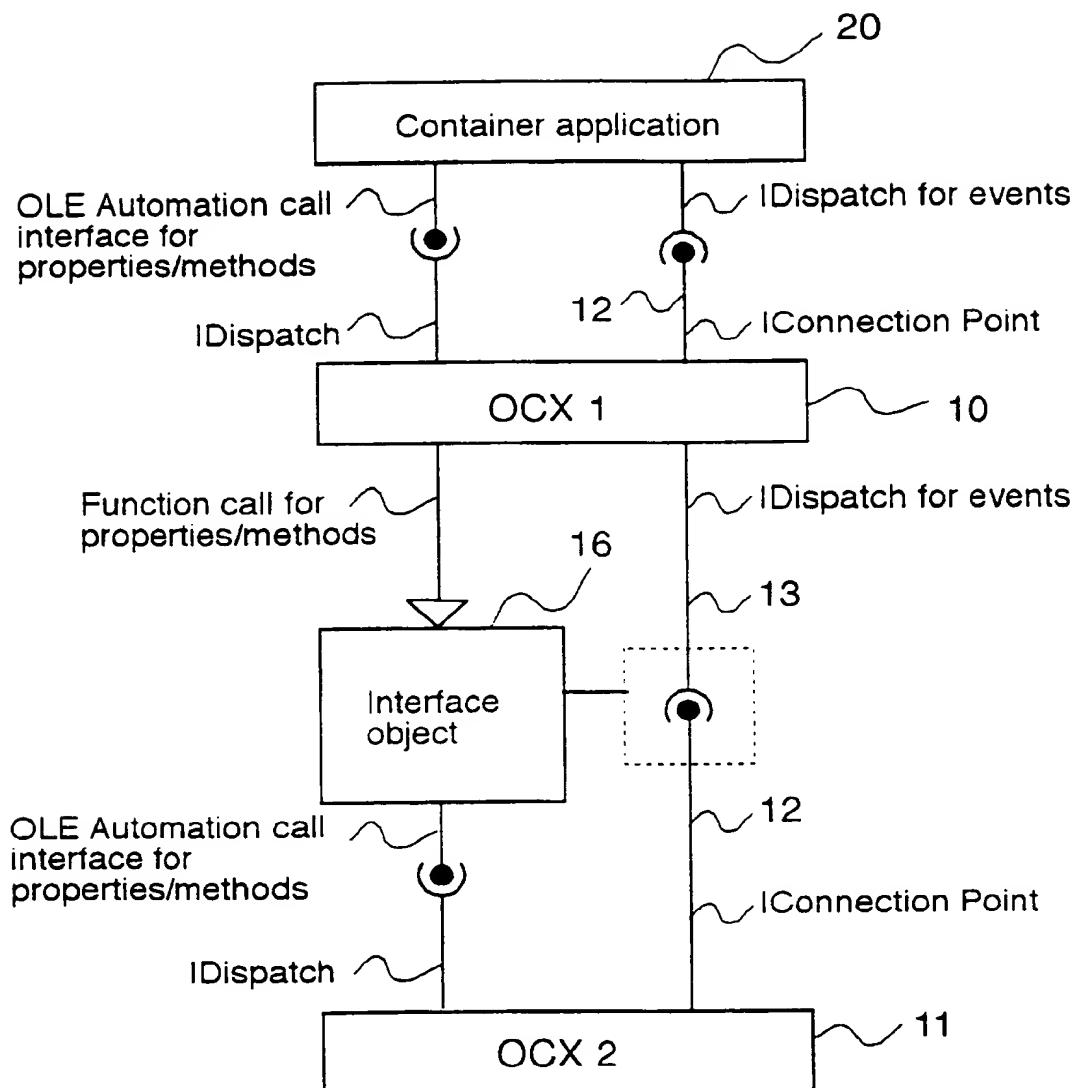 20
Container application
OLE Automation call
interface for
properties/methods
IDispatch for events
12
IDispatch
IConnection Point
OCX 1
10
Function call for
properties/methods
IDispatch for events
16
13
Interface
object
12
OLE Automation call
interface for
properties/methods
IConnection Point
IDispatch
11
OCX 2